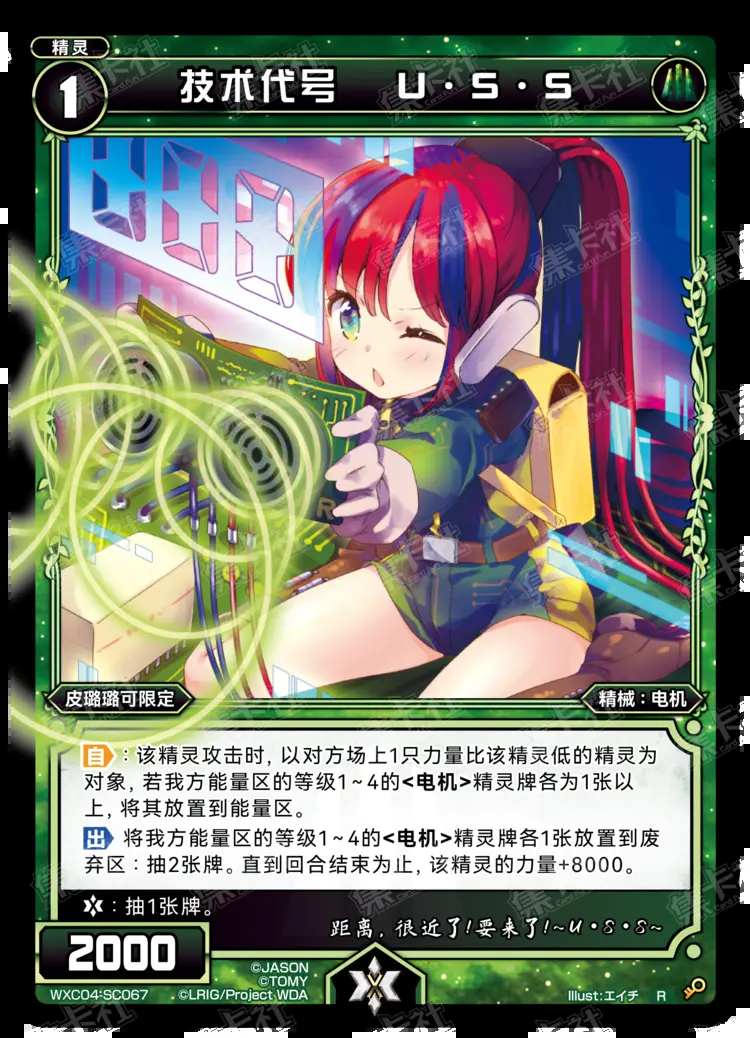 精灵
1
技术代号 U・S・S
R
皮璐璐可限定
精械：电机
自：该精灵攻击时，以对方场上1只力量比该精灵低的精灵为
对象，若我方能量区的等级1~4的<电机>精灵牌各为1张以
上，将其放置到能量区。
出 将我方能量区的等级1~4的<电机>精灵牌各1张放置到废
弃区：抽2张牌。直到回合结束为止，该精灵的力量+8000。
：抽1张牌。
距离，很近了!要来了!~U・S・S~
2000
©JASON
©TOMY
©LRIG/Project WDA
WXC04-SC067
Illust:エイチ R
集卡社